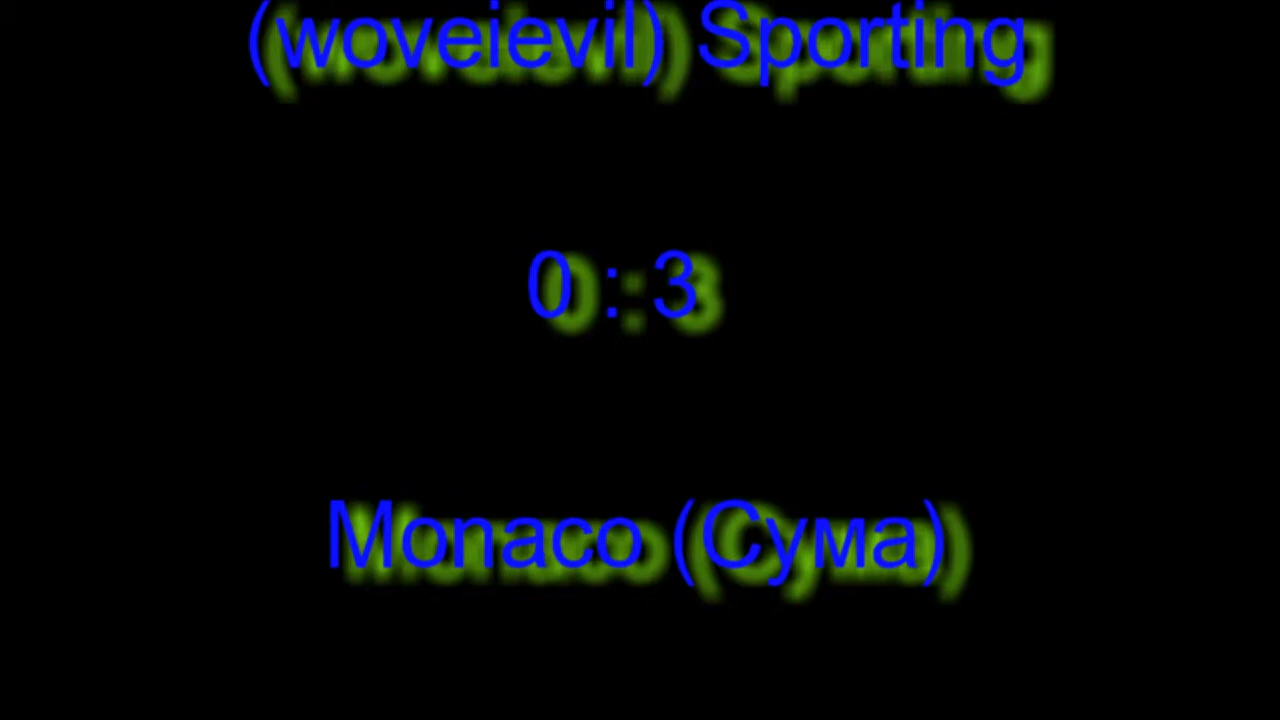 (woveievil) Sporting
0 : 3
Monaco (Сума)